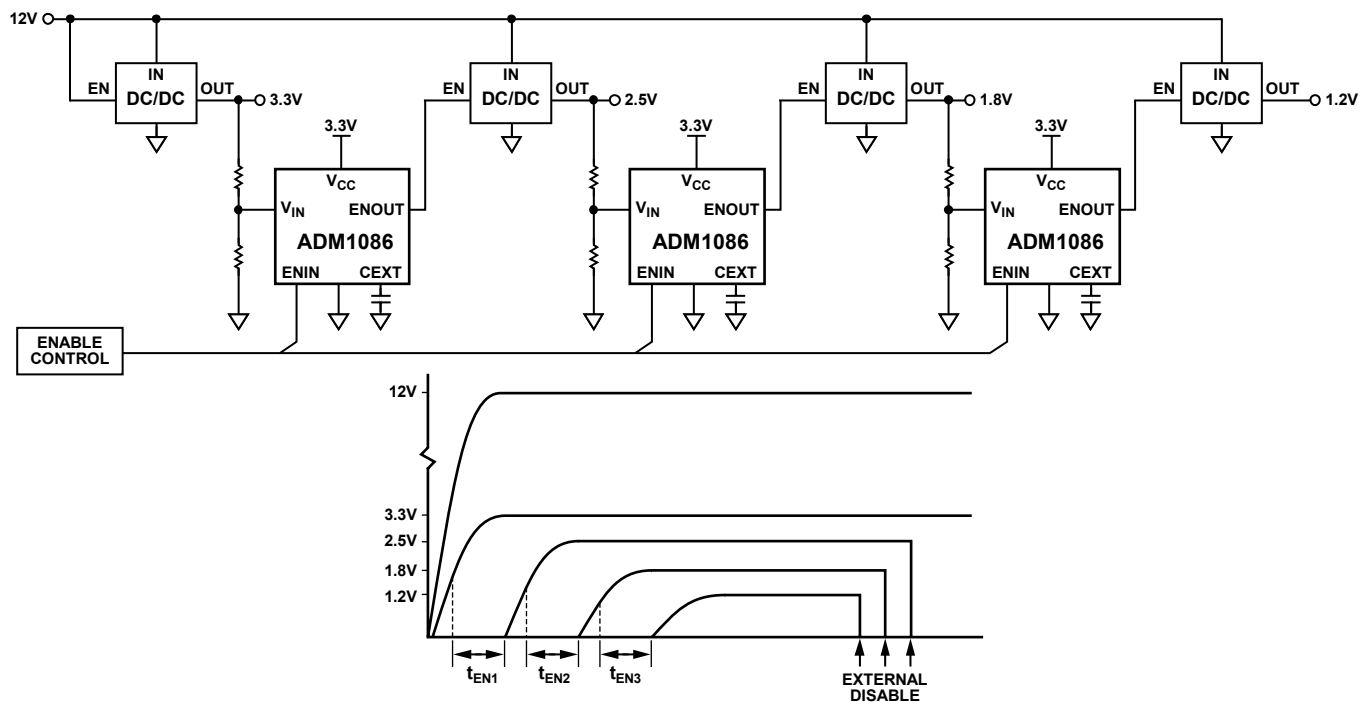 12V
IN
EN DC/DC OUT 3.3V
IN
EN DC/DC OUT 2.5V
IN
EN DC/DC OUT 1.8V
IN
EN DC/DC OUT 1.2V
3.3V
VCC
VIN ENOUT
ADM1086
ENIN CEXT
3.3V
VCC
VIN ENOUT
ADM1086
ENIN CEXT
3.3V
VCC
VIN ENOUT
ADM1086
ENIN CEXT
ENABLE
CONTROL
12V
3.3V
2.5V
1.8V
1.2V
tEN1 tEN2 tEN3
EXTERNAL
DISABLE